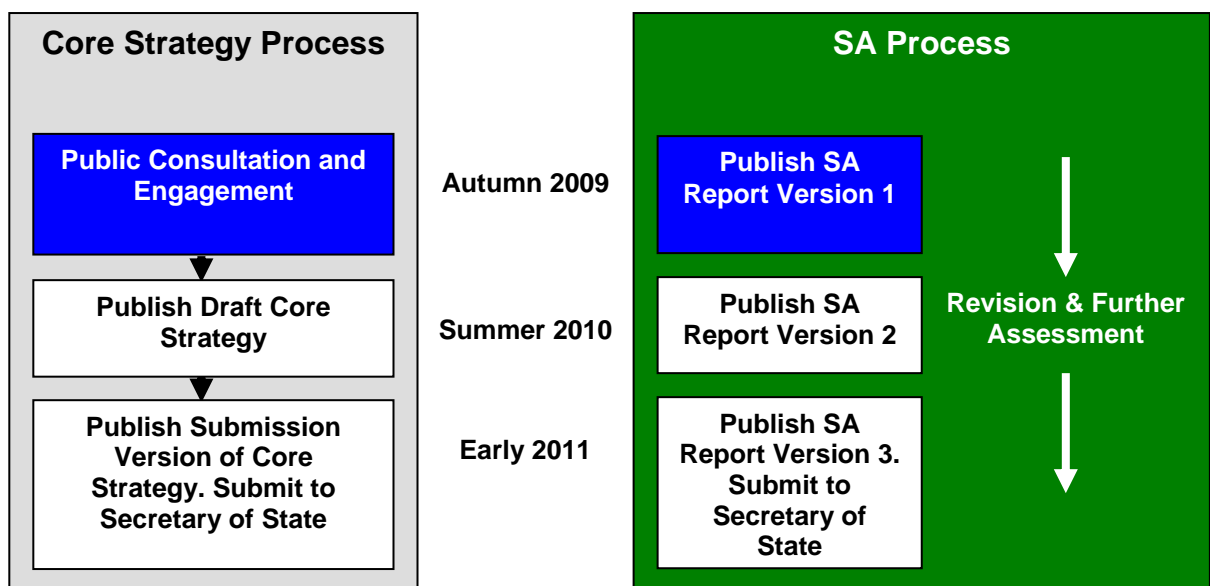 Core Strategy Process
SA Process
Public Consultation and
Engagement
Autumn 2009
Publish SA
Report Version 1
Publish Draft Core
Strategy
Summer 2010
Publish SA
Report Version 2
Revision & Further
Assessment
Publish Submission
Version of Core
Strategy. Submit to
Secretary of State
Early 2011
Publish SA
Report Version 3.
Submit to
Secretary of
State